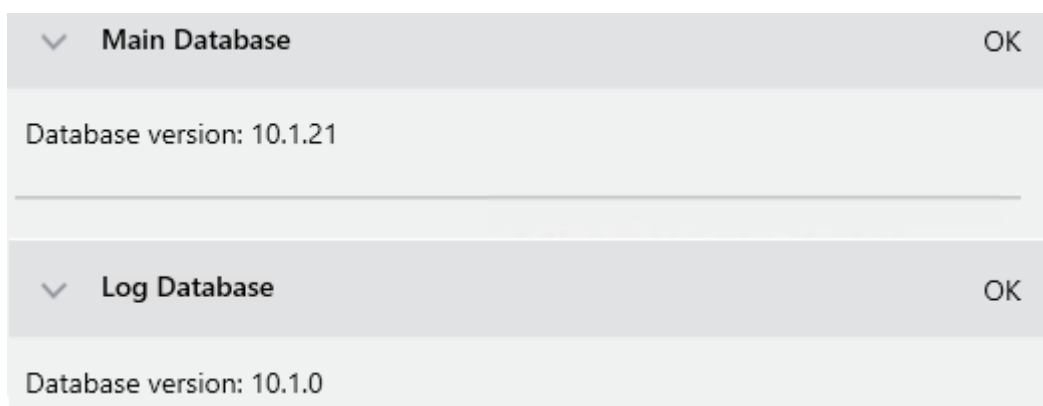 Main Database OK
Database version: 10.1.21
Log Database OK
Database version: 10.1.0